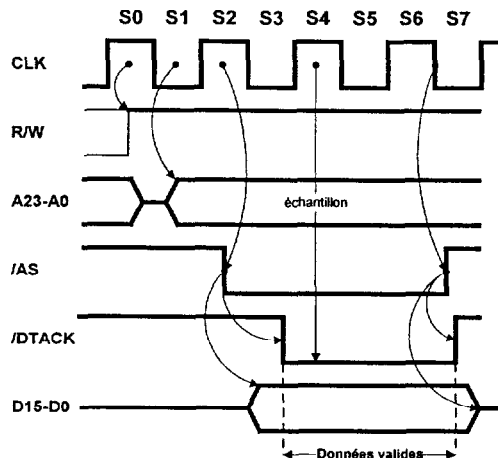 S0 S1 S2 S3 S4 S5 S6 S7
CLK
R/W
A23-A0
échantillon
/AS
/DTACK
D15-D0
Données valides